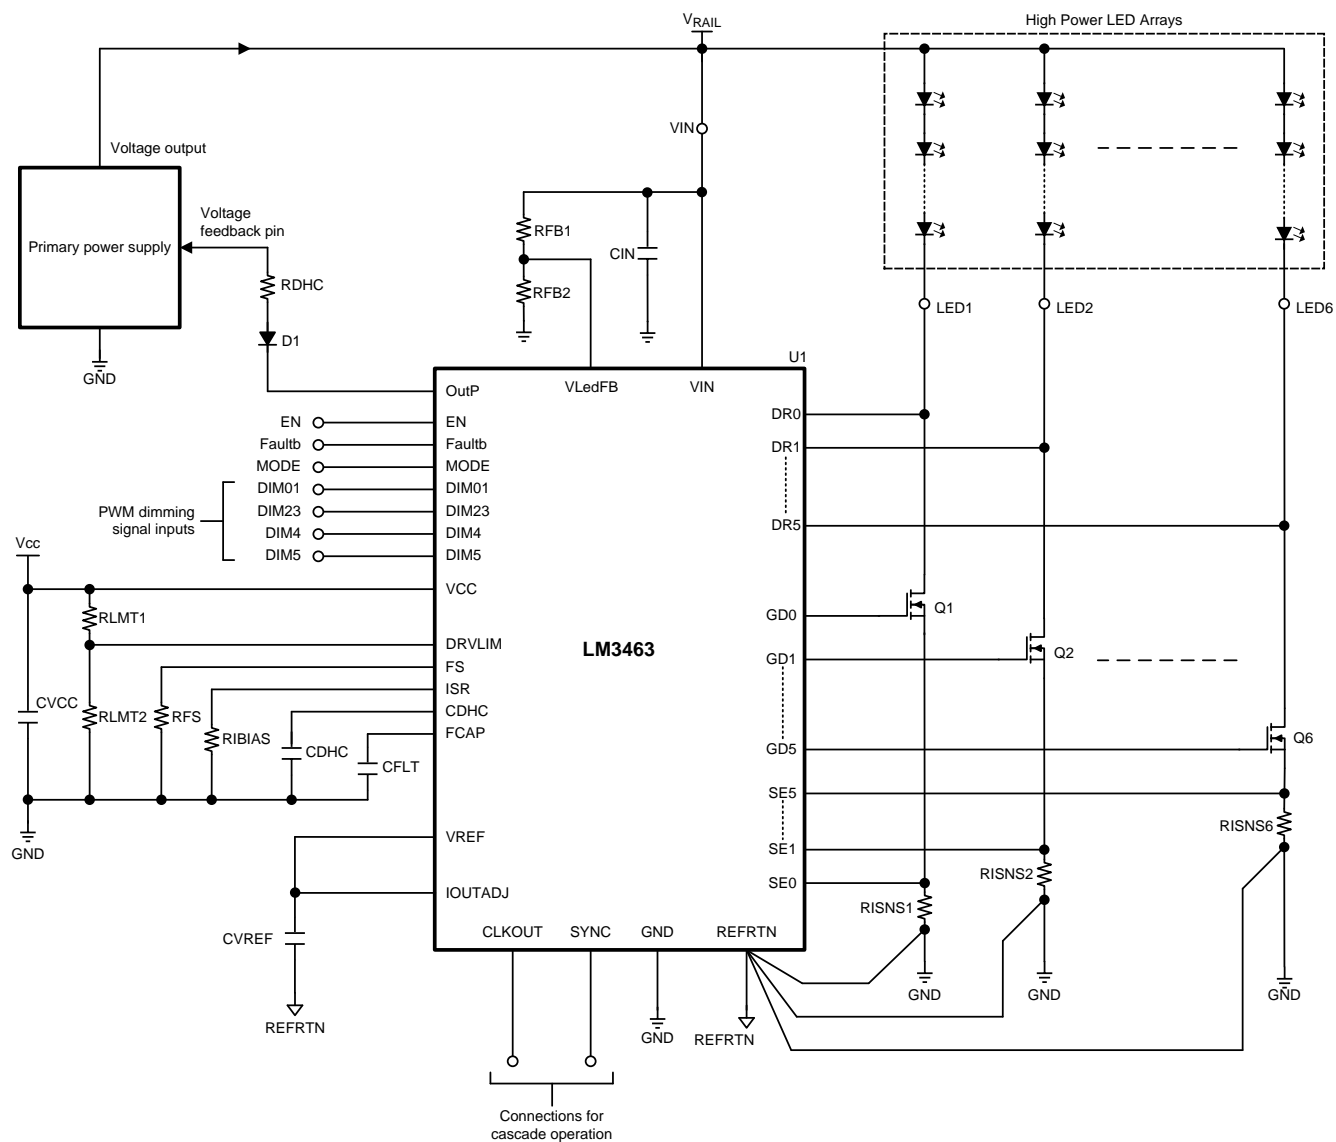 VRAIL
High Power LED Arrays
VIN
Voltage output
Primary power supply
Voltage
feedback pin
RDHC
D1
GND
RFB1
RFB2
CIN
LED1
LED2
LED6
U1
OutP
VLedFB
VIN
EN
EN
Faultb
Faultb
MODE
MODE
DIM01
DIM01
DIM23
DIM23
DIM4
DIM4
DIM5
DIM5
PWM dimming
signal inputs
DR0
DR1
DR5
Vcc
VCC
RLMT1
DRVLIM
FS
ISR
CDHC
FCAP
CVCC
RLMT2
RFS
RIBIAS
CDHC
CFLT
GND
LM3463
GD0
Q1
GD1
Q2
GD5
Q6
SE5
RISNS6
SE1
RISNS2
SE0
RISNS1
VREF
IOUTADJ
CVREF
REFRTN
CLKOUT
SYNC
GND
REFRTN
GND
REFRTN
GND
GND
GND
Connections for
cascade operation